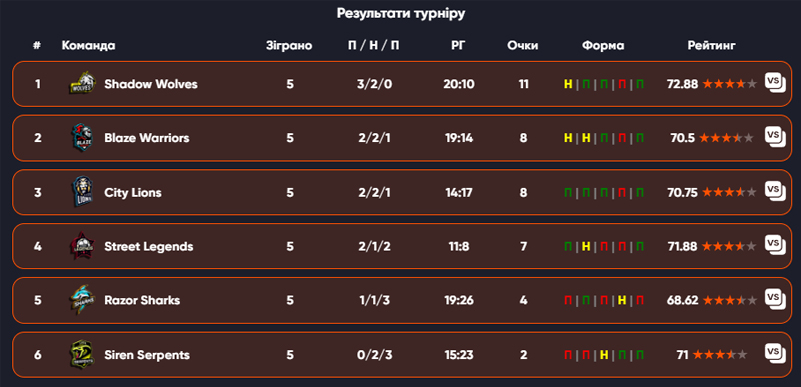 Результати турніру
# Команда Зіграно П / Н / П РГ Очки Форма Рейтинг
1 Shadow Wolves 5 3/2/0 20:10 11 Н | П | П | П | П 72.88 VS
2 Blaze Warriors 5 2/2/1 19:14 8 Н | Н | П | П | П 70.5 VS
3 City Lions 5 2/2/1 14:17 8 П | П | П | П | П 70.75 VS
4 Street Legends 5 2/1/2 11:8 7 П | Н | П | П | П 71.88 VS
5 Razor Sharks 5 1/1/3 19:26 4 П | П | П | Н | П 68.62 VS
6 Siren Serpents 5 0/2/3 15:23 2 П | П | Н | П | П 71 VS